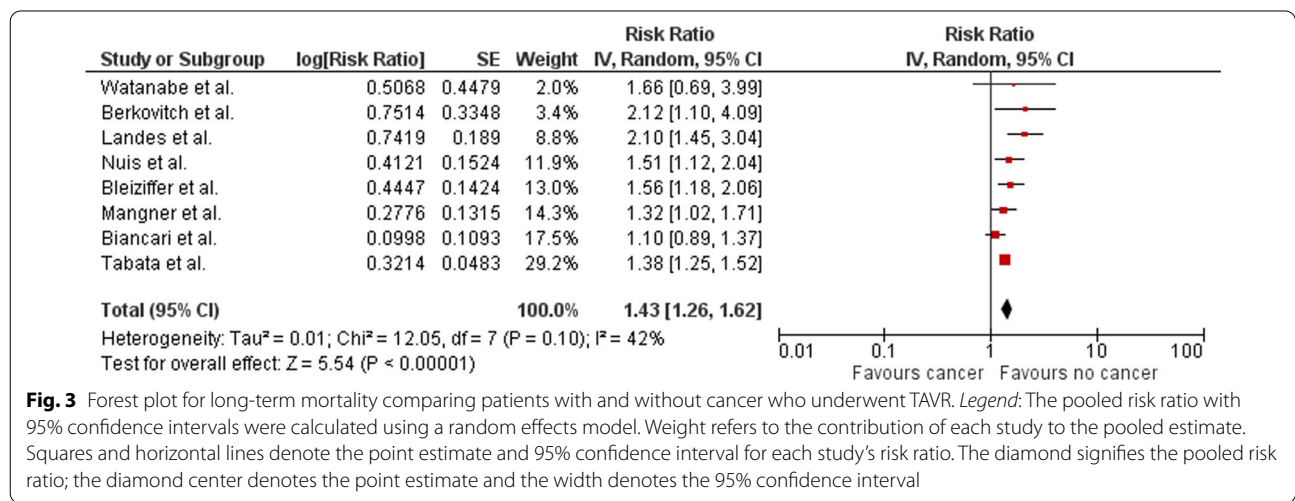 Risk Ratio Risk Ratio
Study or Subgroup log[Risk Ratio] SE Weight IV, Random, 95% CI IV, Random, 95% CI
Watanabe et al. 0.5068 0.4479 2.0% 1.66 [0.69, 3.99]
Berkovitch et al. 0.7514 0.3348 3.4% 2.12 [1.10, 4.09]
Landes et al. 0.7419 0.189 8.8% 2.10 [1.45, 3.04]
Nuis et al. 0.4121 0.1524 11.9% 1.51 [1.12, 2.04]
Bleiziffer et al. 0.4447 0.1424 13.0% 1.56 [1.18, 2.06]
Mangner et al. 0.2776 0.1315 14.3% 1.32 [1.02, 1.71]
Biancari et al. 0.0998 0.1093 17.5% 1.10 [0.89, 1.37]
Tabata et al. 0.3214 0.0483 29.2% 1.38 [1.25, 1.52]
Total (95% CI) 100.0% 1.43 [1.26, 1.62]
Heterogeneity: Tau² = 0.01; Chi² = 12.05, df = 7 (P = 0.10); I² = 42%
Test for overall effect: Z = 5.54 (P < 0.00001)
0.01 0.1 1 10 100
Favours cancer Favours no cancer
Fig. 3 Forest plot for long-term mortality comparing patients with and without cancer who underwent TAVR. Legend: The pooled risk ratio with
95% confidence intervals were calculated using a random effects model. Weight refers to the contribution of each study to the pooled estimate.
Squares and horizontal lines denote the point estimate and 95% confidence interval for each study's risk ratio. The diamond signifies the pooled risk
ratio; the diamond center denotes the point estimate and the width denotes the 95% confidence interval